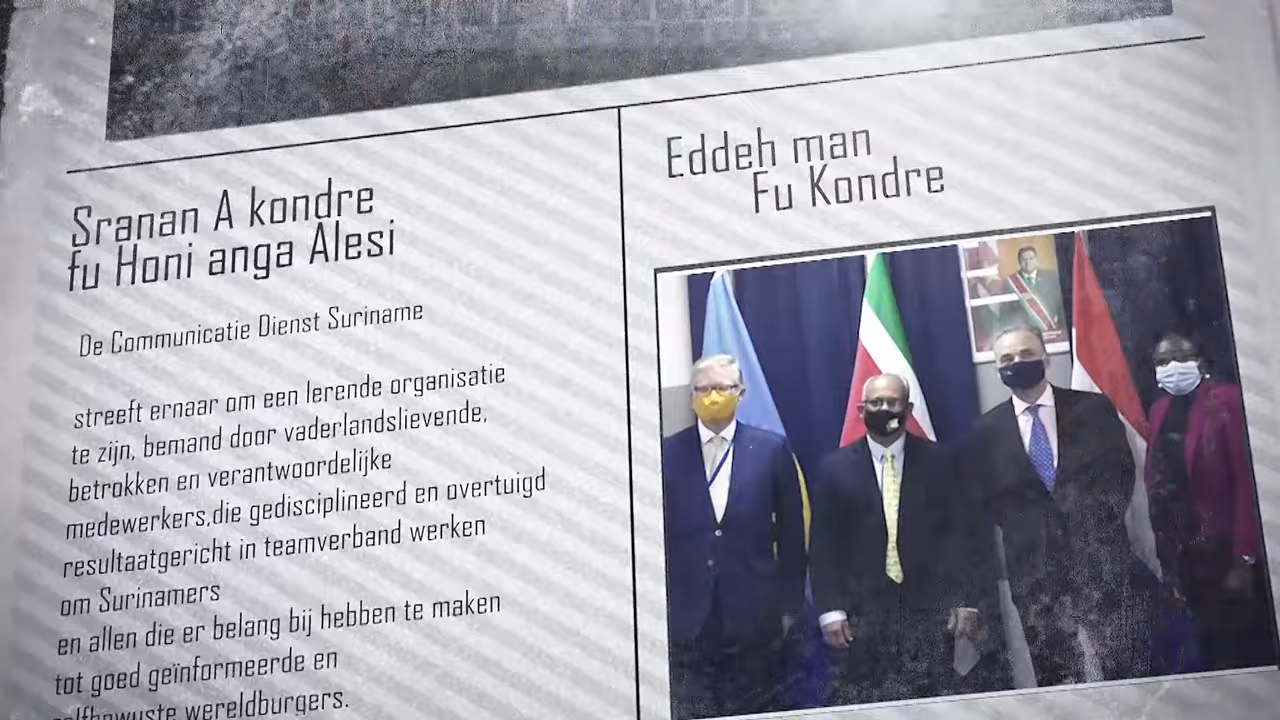 Sranan A kondre
fu Honi anga Alesi
De Communicatie Dienst Suriname
streeft ernaar om een lerende organisatie
te zijn, bemand door vaderlandslievende,
betrokken en verantwoordelijke
medewerkers,die gedisciplineerd en overtuigd
resultaatgericht in teamverband werken
om Surinamers
en allen die er belang bij hebben te maken
tot goed geïnformeerde en
zelfbewuste wereldburgers.
Eddeh man
Fu Kondre